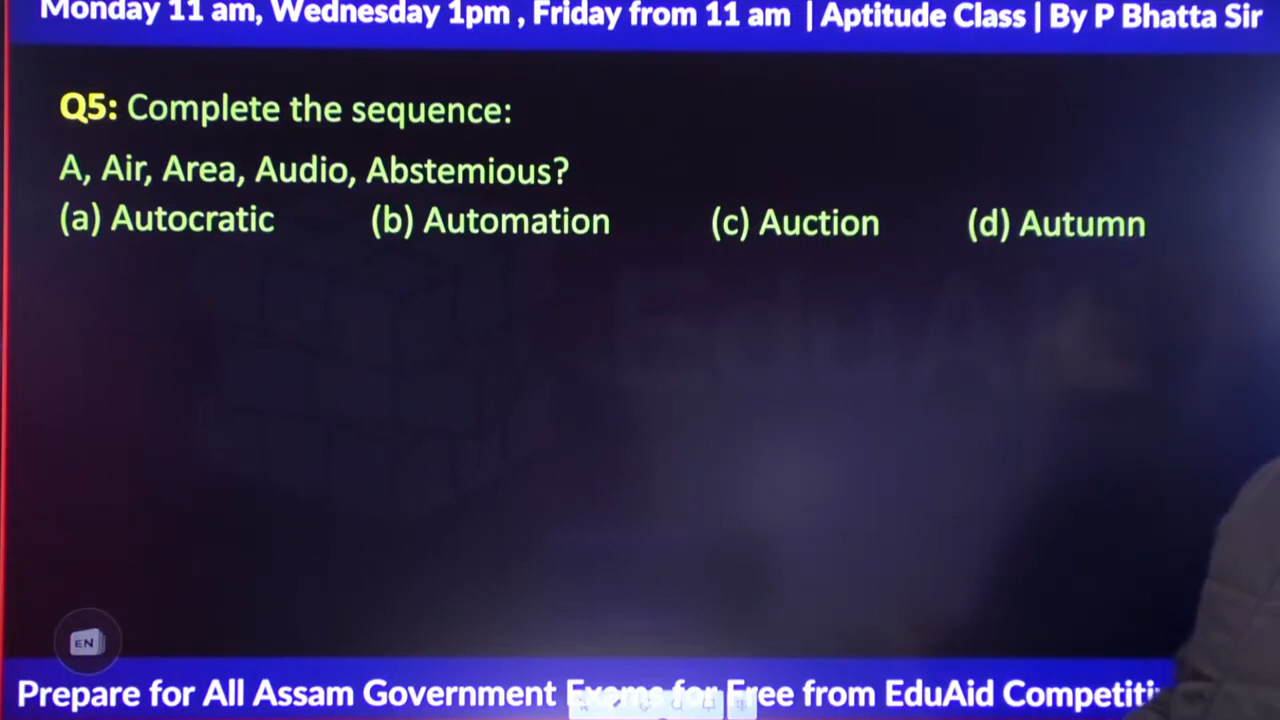 Monday 11 am, Wednesday 1pm , Friday from 11 am | Aptitude Class | By P Bhatta Sir
Q5: Complete the sequence:
A, Air, Area, Audio, Abstemious?
(a) Autocratic (b) Automation (c) Auction (d) Autumn
EN
Prepare for All Assam Government Exams for Free from EduAid